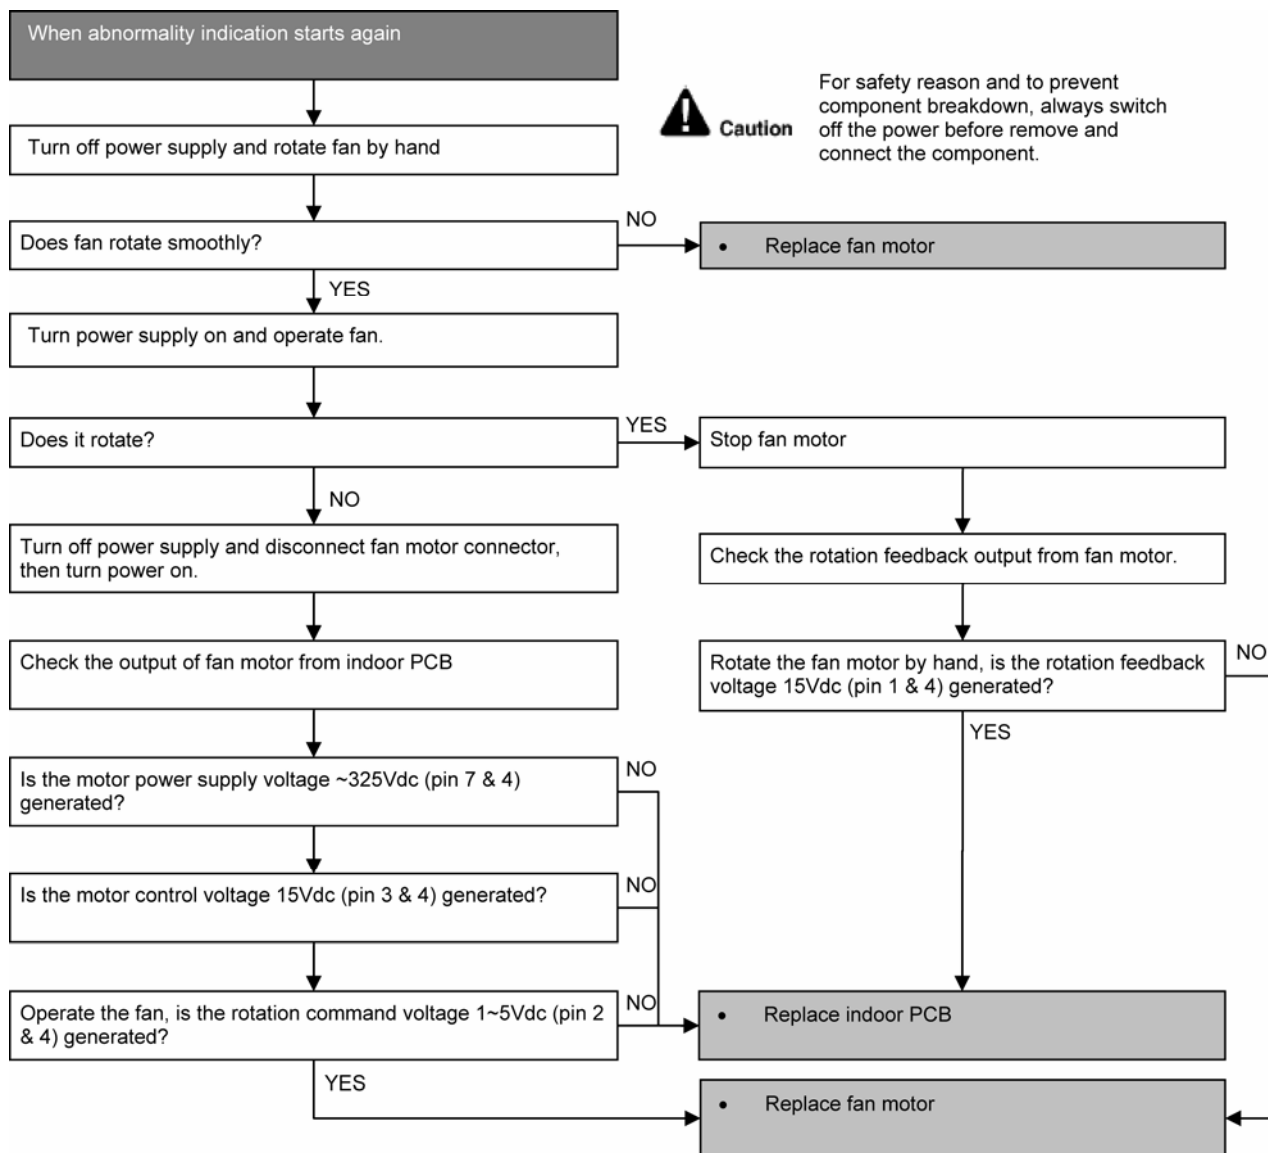 When abnormality indication starts again
For safety reason and to prevent
component breakdown, always switch
off the power before remove and
connect the component.
Caution
Turn off power supply and rotate fan by hand
Does fan rotate smoothly?
NO
• Replace fan motor
YES
Turn power supply on and operate fan.
Does it rotate?
YES
Stop fan motor
NO
Turn off power supply and disconnect fan motor connector,
then turn power on.
Check the rotation feedback output from fan motor.
Check the output of fan motor from indoor PCB
Rotate the fan motor by hand, is the rotation feedback
voltage 15Vdc (pin 1 & 4) generated?
NO
YES
Is the motor power supply voltage ~325Vdc (pin 7 & 4)
generated?
NO
Is the motor control voltage 15Vdc (pin 3 & 4) generated?
NO
Operate the fan, is the rotation command voltage 1~5Vdc (pin 2
& 4) generated?
NO
• Replace indoor PCB
YES
• Replace fan motor